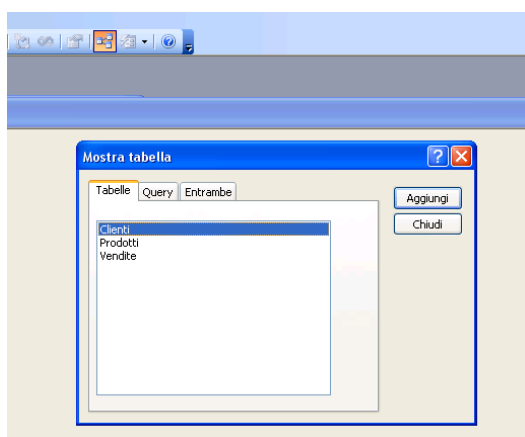 Mostra tabella
Tabelle Query Entrambe
Aggiungi
Chiudi
Clienti
Prodotti
Vendite